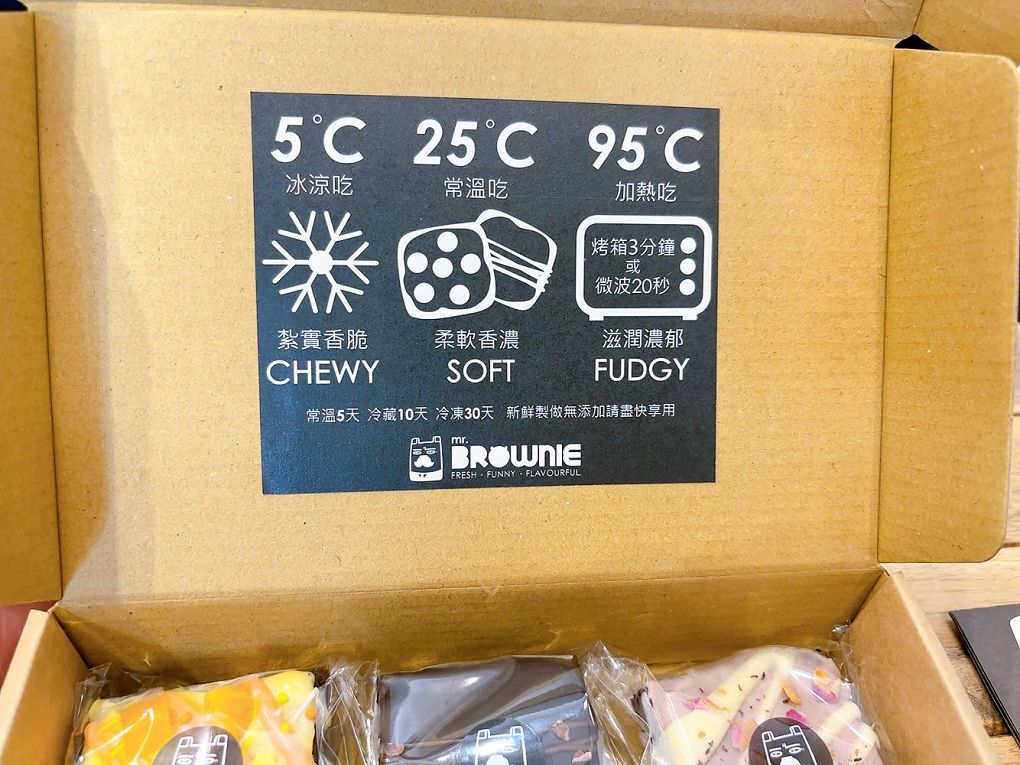 5°C 25°C 95°C
冰涼吃 常溫吃 加熱吃
烤箱3分鐘
或
微波20秒
紮實香脆 柔軟香濃 滋潤濃郁
CHEWY SOFT FUDGY
常溫5天 冷藏10天 冷凍30天 新鮮製做無添加請盡快享用
mr.
BROWNIE
FRESH · FUNNY · FLAVOURFUL